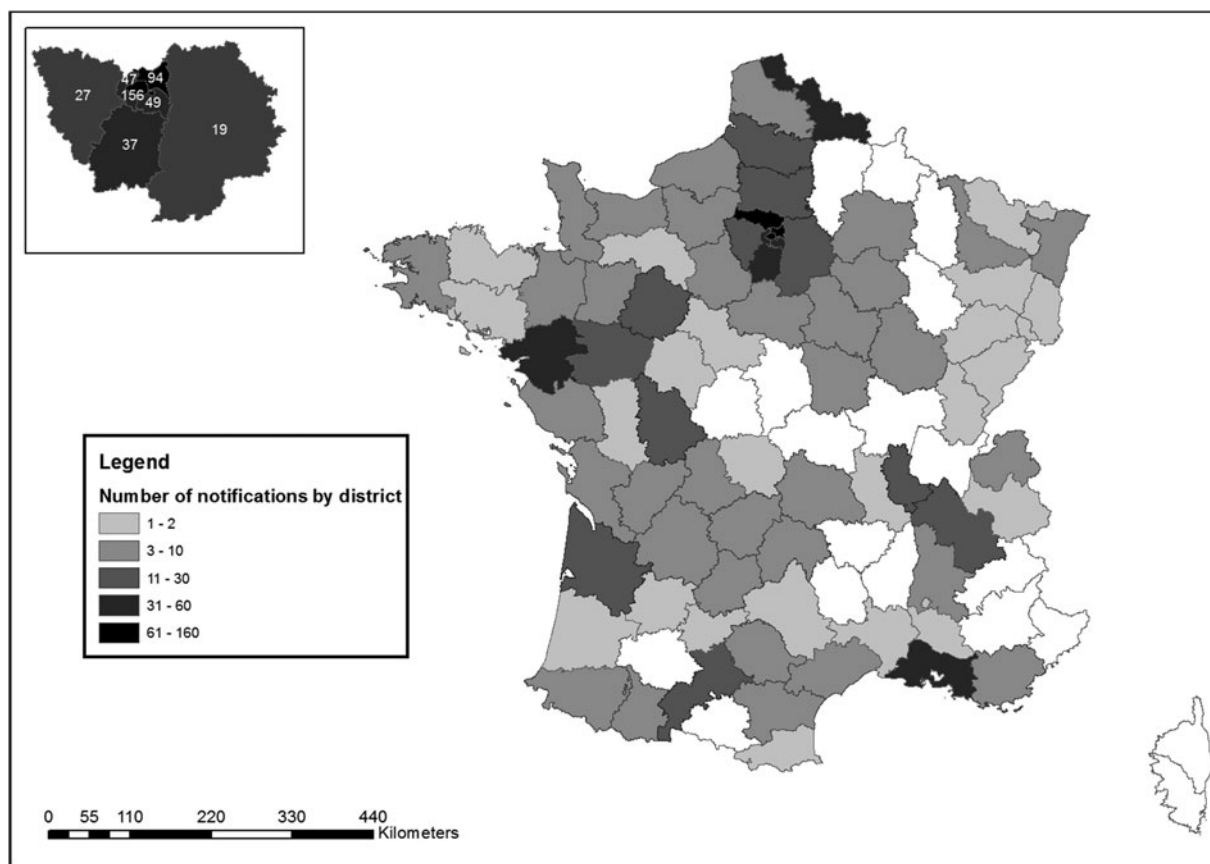 47
94
27
156
49
37
19
Legend
Number of notifications by district
1 - 2
3 - 10
11 - 30
31 - 60
61 - 160
0 55 110 220 330 440
Kilometers